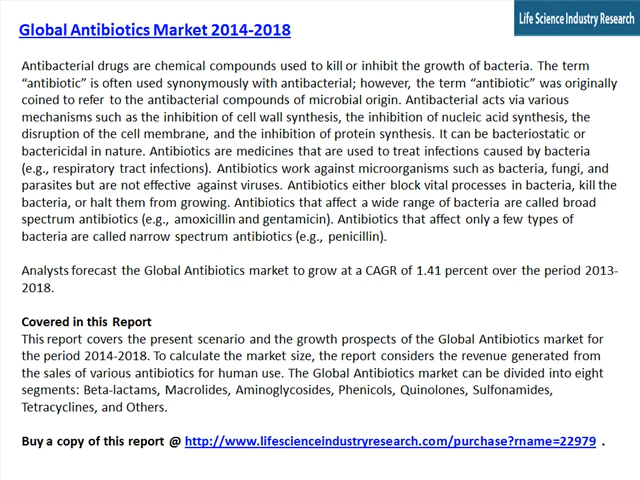 Life Science Industry Research
Global Antibiotics Market 2014-2018
Antibacterial drugs are chemical compounds used to kill or inhibit the growth of bacteria. The term
“antibiotic” is often used synonymously with antibacterial; however, the term “antibiotic” was originally
coined to refer to the antibacterial compounds of microbial origin. Antibacterial acts via various
mechanisms such as the inhibition of cell wall synthesis, the inhibition of nucleic acid synthesis, the
disruption of the cell membrane, and the inhibition of protein synthesis. It can be bacteriostatic or
bactericidal in nature. Antibiotics are medicines that are used to treat infections caused by bacteria
(e.g., respiratory tract infections). Antibiotics work against microorganisms such as bacteria, fungi, and
parasites but are not effective against viruses. Antibiotics either block vital processes in bacteria, kill the
bacteria, or halt them from growing. Antibiotics that affect a wide range of bacteria are called broad
spectrum antibiotics (e.g., amoxicillin and gentamicin). Antibiotics that affect only a few types of
bacteria are called narrow spectrum antibiotics (e.g., penicillin).
Analysts forecast the Global Antibiotics market to grow at a CAGR of 1.41 percent over the period 2013-
2018.
Covered in this Report
This report covers the present scenario and the growth prospects of the Global Antibiotics market for
the period 2014-2018. To calculate the market size, the report considers the revenue generated from
the sales of various antibiotics for human use. The Global Antibiotics market can be divided into eight
segments: Beta-lactams, Macrolides, Aminoglycosides, Phenicols, Quinolones, Sulfonamides,
Tetracyclines, and Others.
Buy a copy of this report @ http://www.lifescienceindustryresearch.com/purchase?rname=22979 .